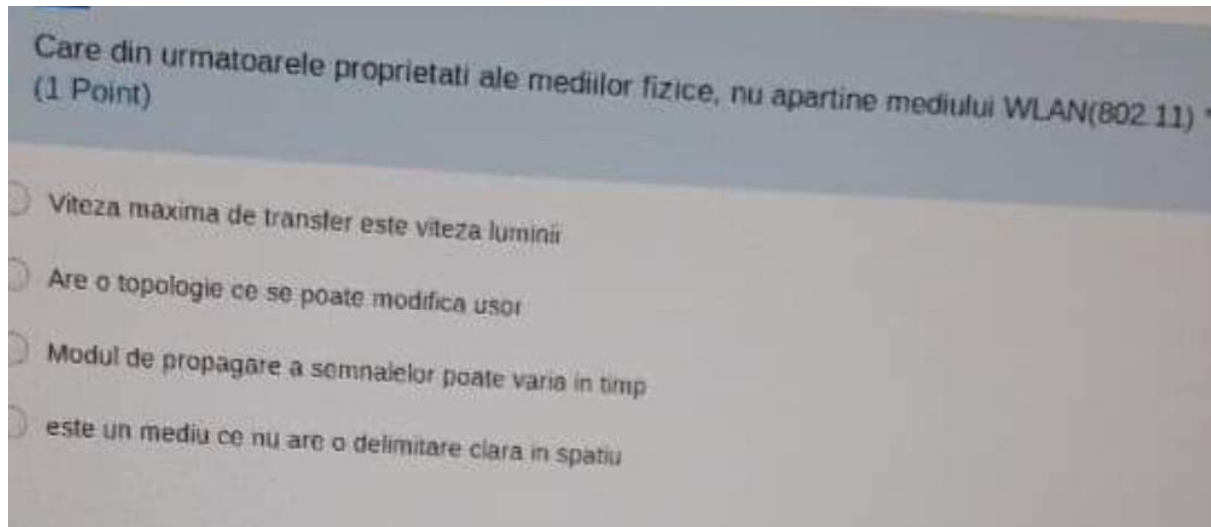 Care din urmatoarele proprietati ale mediilor fizice, nu apartine mediului WLAN(802.11) *
(1 Point)
Viteza maxima de transfer este viteza luminii
Are o topologie ce se poate modifica usor
Modul de propagare a semnalelor poate varia in timp
este un mediu ce nu are o delimitare clara in spatiu